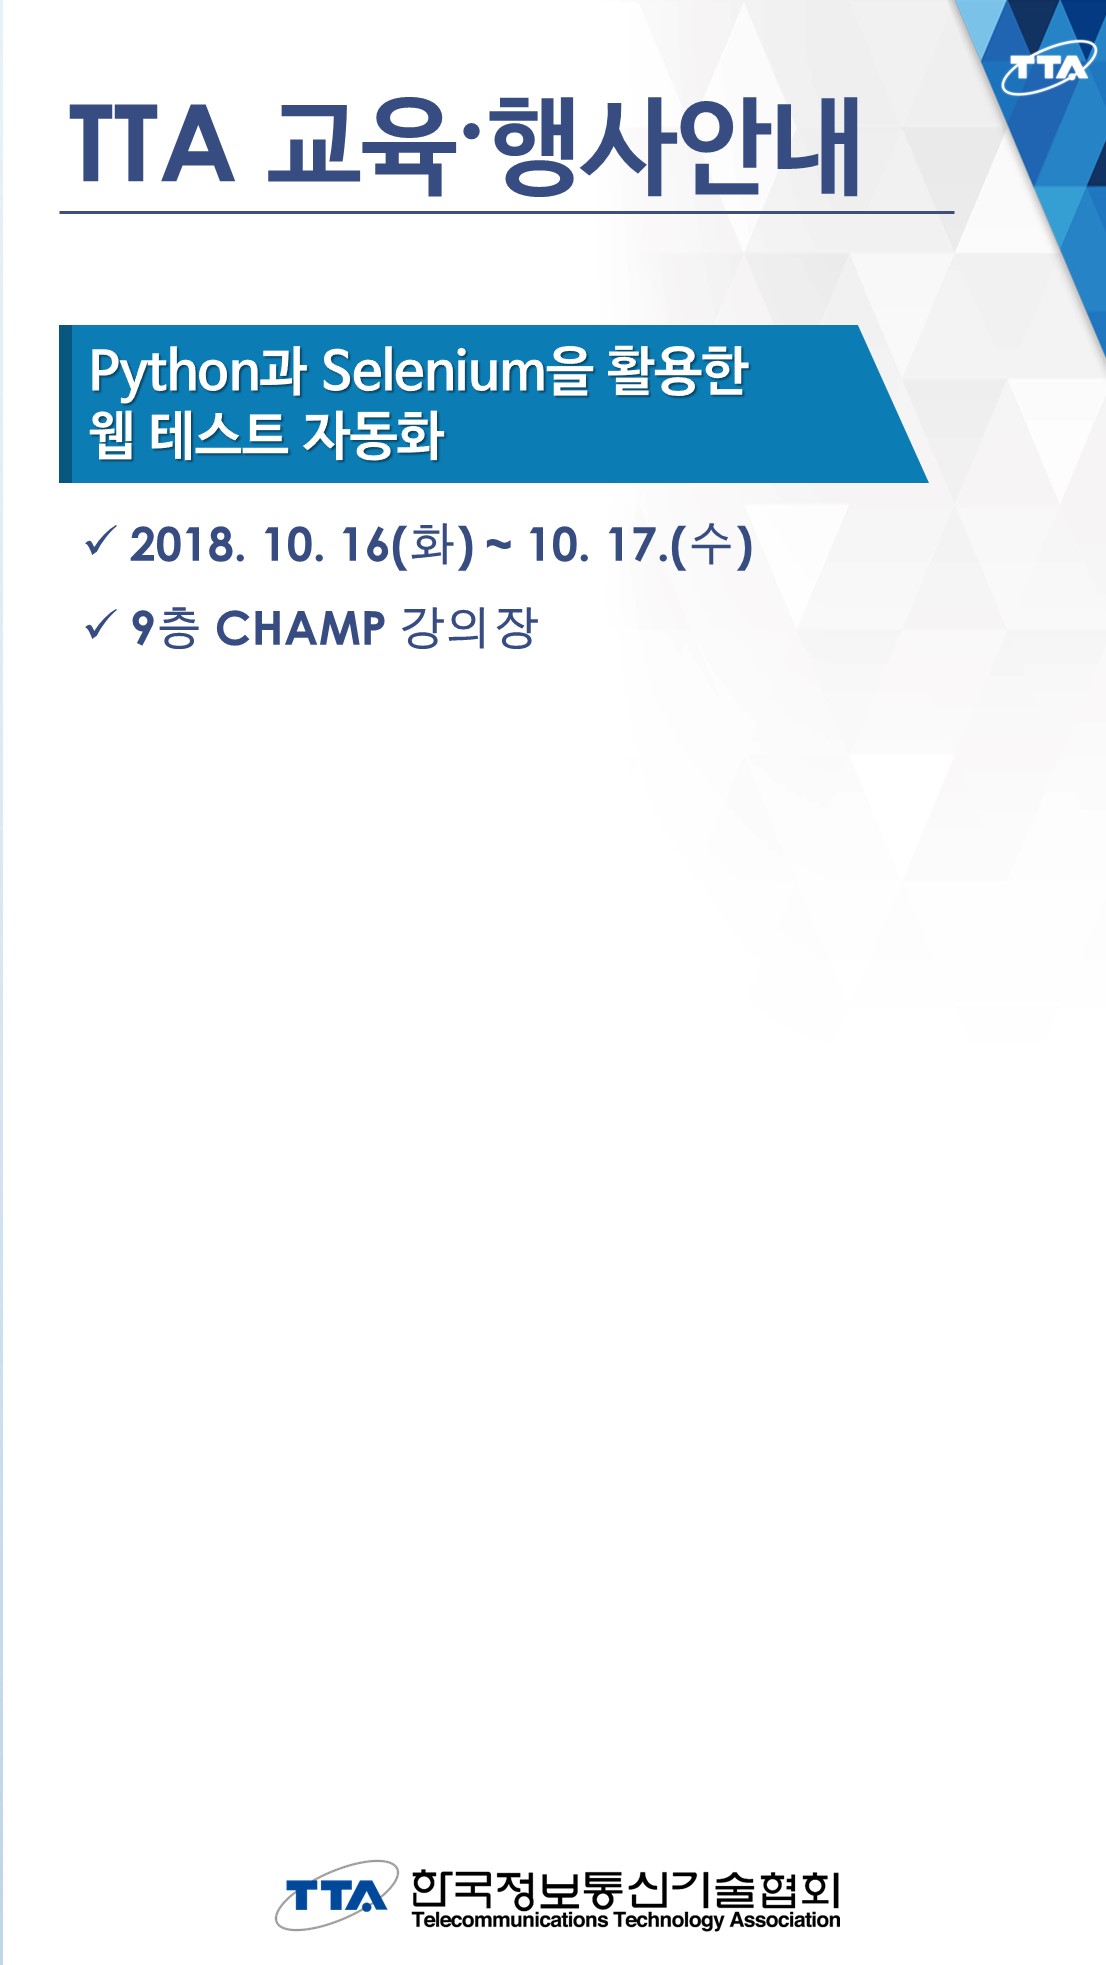 TTA
TTA 교육·행사안내
Python과 Selenium을 활용한
웹 테스트 자동화
✓ 2018. 10. 16(화) ~ 10. 17.(수)
✓ 9층 CHAMP 강의장
TTA 한국정보통신기술협회
Telecommunications Technology Association